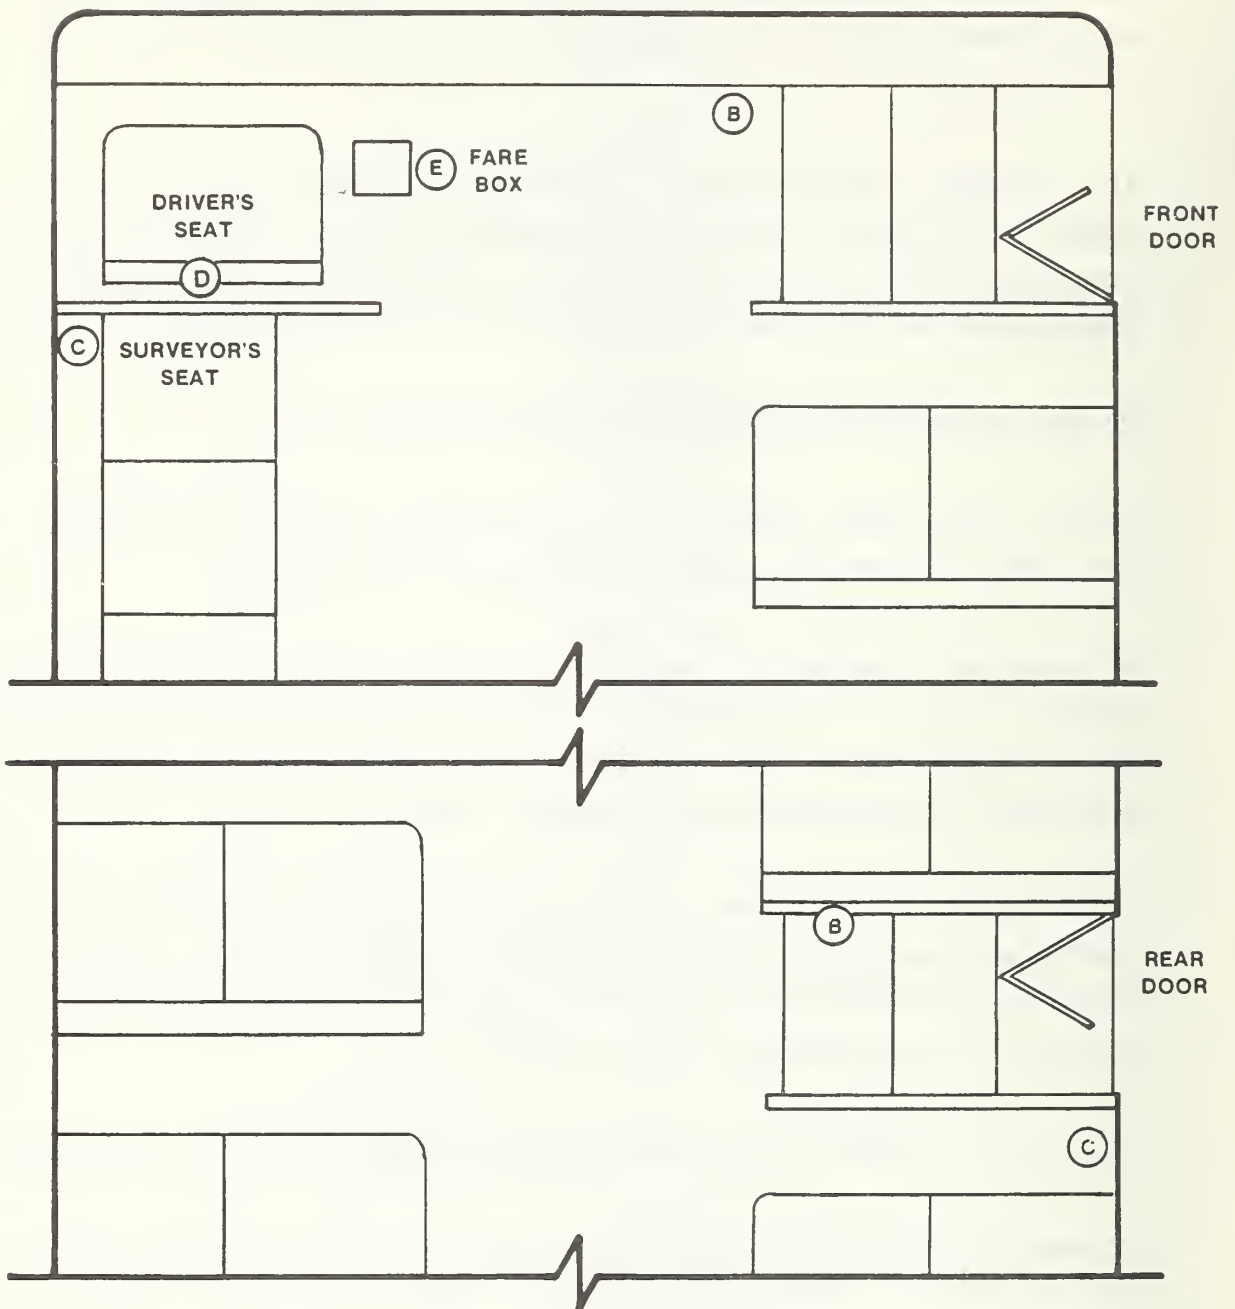 B
E
FARE
BOX
DRIVER'S
SEAT
FRONT
DOOR
D
C
SURVEYOR'S
SEAT
B
REAR
DOOR
C